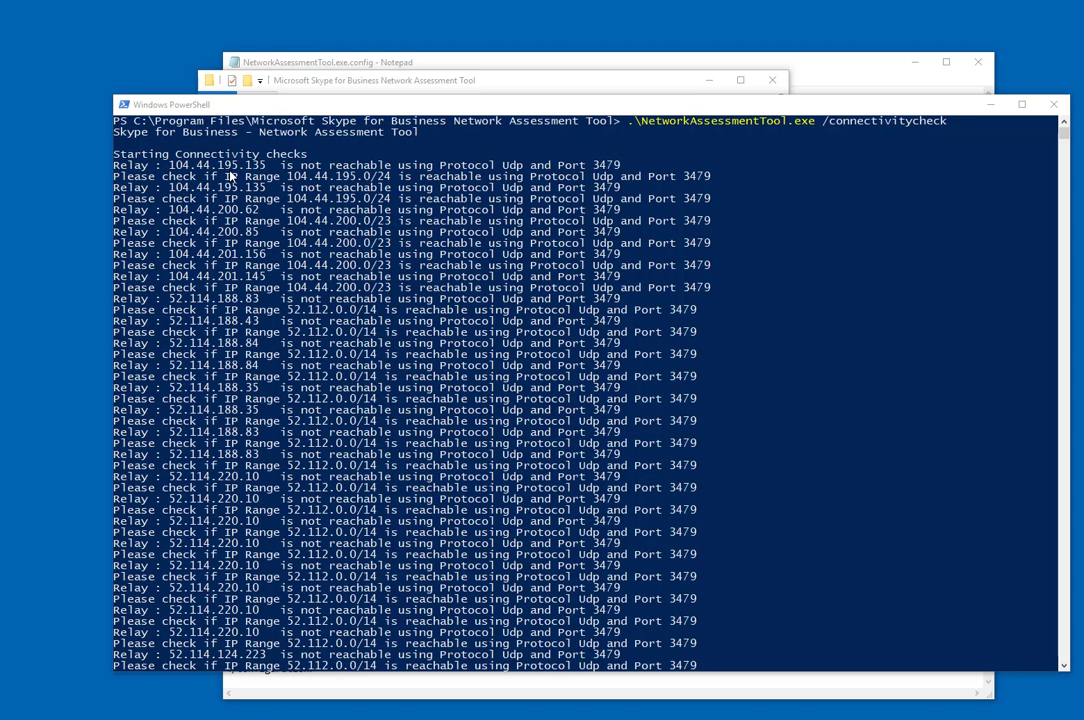 NetworkAssessmentTool.exe.config - Notepad
Microsoft Skype for Business Network Assessment Tool
Windows PowerShell
PS C:\Program Files\Microsoft Skype for Business Network Assessment Tool> .\NetworkAssessmentTool.exe /connectivitycheck
Skype for Business - Network Assessment Tool
Starting Connectivity checks
Relay : 104.44.195.135  is not reachable using Protocol Udp and Port 3479
Please check if IP Range 104.44.195.0/24 is reachable using Protocol Udp and Port 3479
Relay : 104.44.195.135  is not reachable using Protocol Udp and Port 3479
Please check if IP Range 104.44.195.0/24 is reachable using Protocol Udp and Port 3479
Relay : 104.44.200.62   is not reachable using Protocol Udp and Port 3479
Please check if IP Range 104.44.200.0/23 is reachable using Protocol Udp and Port 3479
Relay : 104.44.200.85   is not reachable using Protocol Udp and Port 3479
Please check if IP Range 104.44.200.0/23 is reachable using Protocol Udp and Port 3479
Relay : 104.44.201.156  is not reachable using Protocol Udp and Port 3479
Please check if IP Range 104.44.200.0/23 is reachable using Protocol Udp and Port 3479
Relay : 104.44.201.145  is not reachable using Protocol Udp and Port 3479
Please check if IP Range 104.44.200.0/23 is reachable using Protocol Udp and Port 3479
Relay : 52.114.188.83   is not reachable using Protocol Udp and Port 3479
Please check if IP Range 52.112.0.0/14 is reachable using Protocol Udp and Port 3479
Relay : 52.114.188.43   is not reachable using Protocol Udp and Port 3479
Please check if IP Range 52.112.0.0/14 is reachable using Protocol Udp and Port 3479
Relay : 52.114.188.84   is not reachable using Protocol Udp and Port 3479
Please check if IP Range 52.112.0.0/14 is reachable using Protocol Udp and Port 3479
Relay : 52.114.188.84   is not reachable using Protocol Udp and Port 3479
Please check if IP Range 52.112.0.0/14 is reachable using Protocol Udp and Port 3479
Relay : 52.114.188.35   is not reachable using Protocol Udp and Port 3479
Please check if IP Range 52.112.0.0/14 is reachable using Protocol Udp and Port 3479
Relay : 52.114.188.35   is not reachable using Protocol Udp and Port 3479
Please check if IP Range 52.112.0.0/14 is reachable using Protocol Udp and Port 3479
Relay : 52.114.188.83   is not reachable using Protocol Udp and Port 3479
Please check if IP Range 52.112.0.0/14 is reachable using Protocol Udp and Port 3479
Relay : 52.114.188.83   is not reachable using Protocol Udp and Port 3479
Please check if IP Range 52.112.0.0/14 is reachable using Protocol Udp and Port 3479
Relay : 52.114.220.10   is not reachable using Protocol Udp and Port 3479
Please check if IP Range 52.112.0.0/14 is reachable using Protocol Udp and Port 3479
Relay : 52.114.220.10   is not reachable using Protocol Udp and Port 3479
Please check if IP Range 52.112.0.0/14 is reachable using Protocol Udp and Port 3479
Relay : 52.114.220.10   is not reachable using Protocol Udp and Port 3479
Please check if IP Range 52.112.0.0/14 is reachable using Protocol Udp and Port 3479
Relay : 52.114.220.10   is not reachable using Protocol Udp and Port 3479
Please check if IP Range 52.112.0.0/14 is reachable using Protocol Udp and Port 3479
Relay : 52.114.220.10   is not reachable using Protocol Udp and Port 3479
Please check if IP Range 52.112.0.0/14 is reachable using Protocol Udp and Port 3479
Relay : 52.114.220.10   is not reachable using Protocol Udp and Port 3479
Please check if IP Range 52.112.0.0/14 is reachable using Protocol Udp and Port 3479
Relay : 52.114.220.10   is not reachable using Protocol Udp and Port 3479
Please check if IP Range 52.112.0.0/14 is reachable using Protocol Udp and Port 3479
Relay : 52.114.220.10   is not reachable using Protocol Udp and Port 3479
Please check if IP Range 52.112.0.0/14 is reachable using Protocol Udp and Port 3479
Relay : 52.114.124.223  is not reachable using Protocol Udp and Port 3479
Please check if IP Range 52.112.0.0/14 is reachable using Protocol Udp and Port 3479